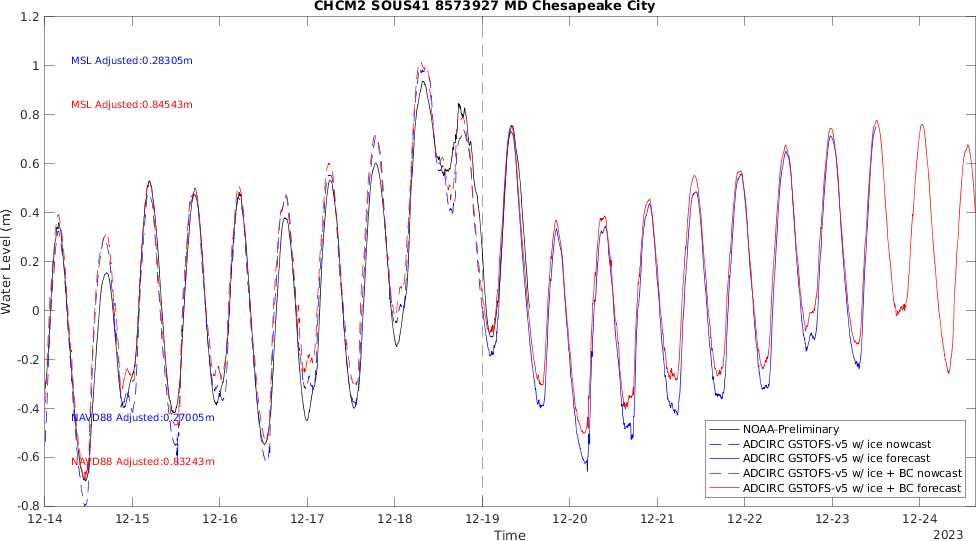 CHCM2 SOUS41 8573927 MD Chesapeake City
1.2
1
0.8
0.6
0.4
0.2
0
-0.2
-0.4
-0.6
-0.8
Water Level (m)
MSL Adjusted:0.28305m
MSL Adjusted:0.84543m
NAVD88 Adjusted:0.27005m
NAVD88 Adjusted:0.83243m
NOAA-Preliminary
ADCIRC GSTOFS-v5 w/ ice nowcast
ADCIRC GSTOFS-v5 w/ ice forecast
ADCIRC GSTOFS-v5 w/ ice + BC nowcast
ADCIRC GSTOFS-v5 w/ ice + BC forecast
12-14 12-15 12-16 12-17 12-18 12-19 12-20 12-21 12-22 12-23 12-24
Time
2023